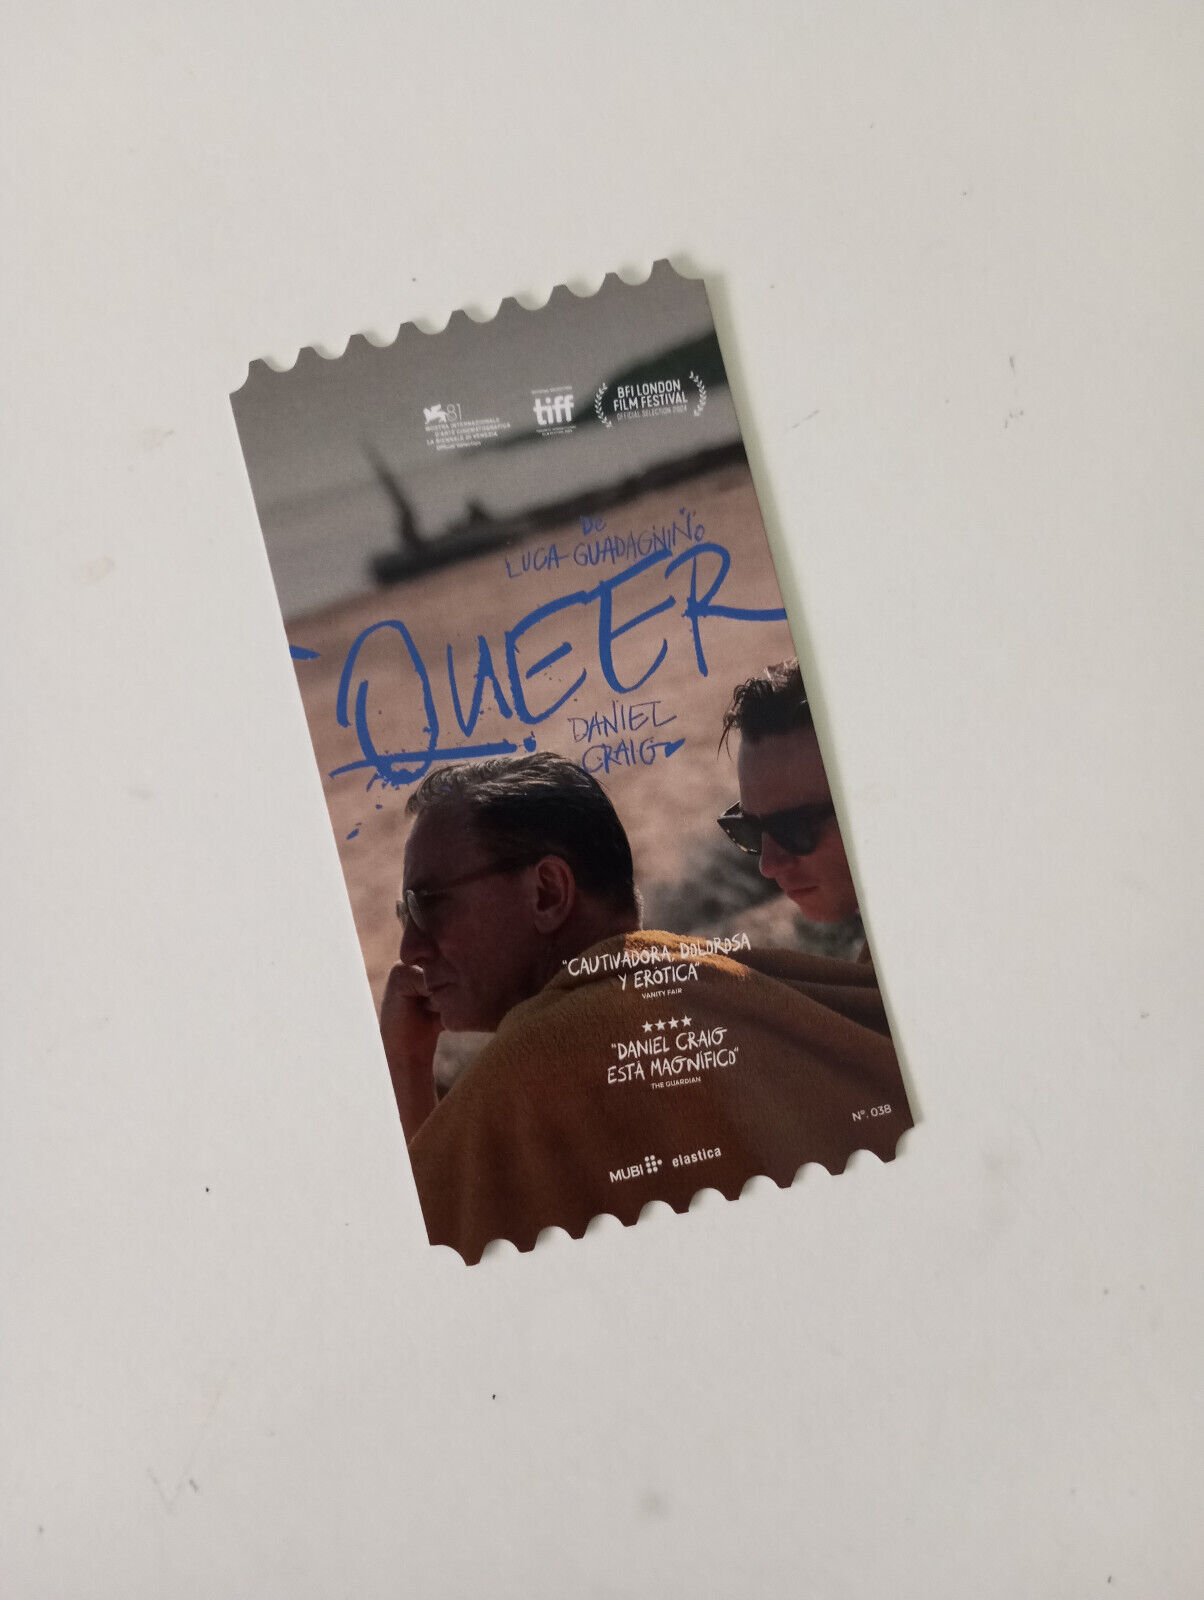 81
MOSTRA INTERNAZIONALE
D'ARTE CINEMATOGRAFICA
LA BIENNALE DI VENEZIA
Official Selection
tiff
BFI LONDON
FILM FESTIVAL
OFFICIAL SELECTION 2024
De
LUCA GUADAGNINO
QUEER
DANIEL
CRAIG
"CAUTIVADORA, DOLOROSA
Y ERÓTICA"
VANITY FAIR
★★★★
"DANIEL CRAIG
ESTÁ MAGNÍFICO"
THE GUARDIAN
Nº. 038
MUBI elastica